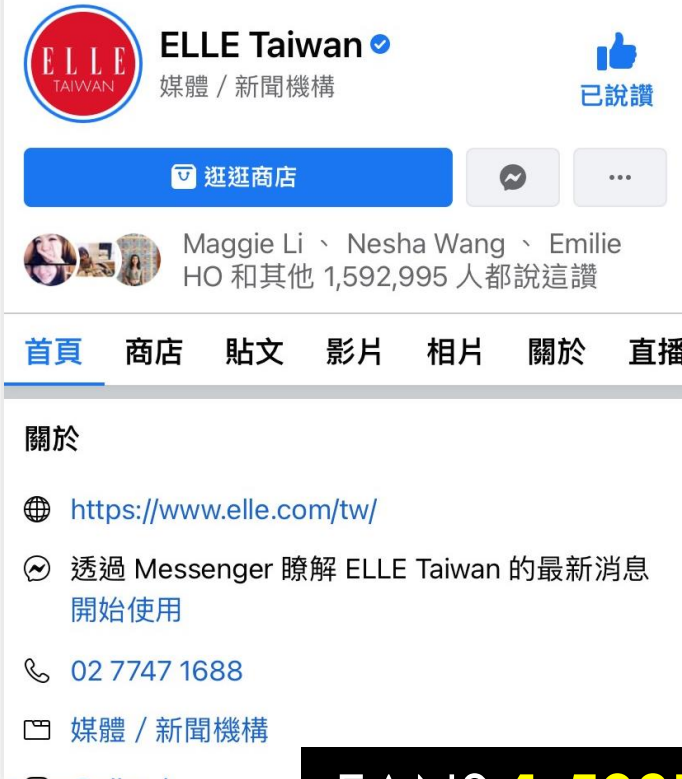 ELLE
TAIWAN
ELLE Taiwan
媒體 / 新聞機構
已說讚
逛逛商店
Maggie Li 、 Nesha Wang 、 Emilie
HO 和其他 1,592,995 人都說這讚
首頁 商店 貼文 影片 相片 關於 直播
關於
https://www.elle.com/tw/
透過 Messenger 瞭解 ELLE Taiwan 的最新消息
開始使用
02 7747 1688
媒體 / 新聞機構